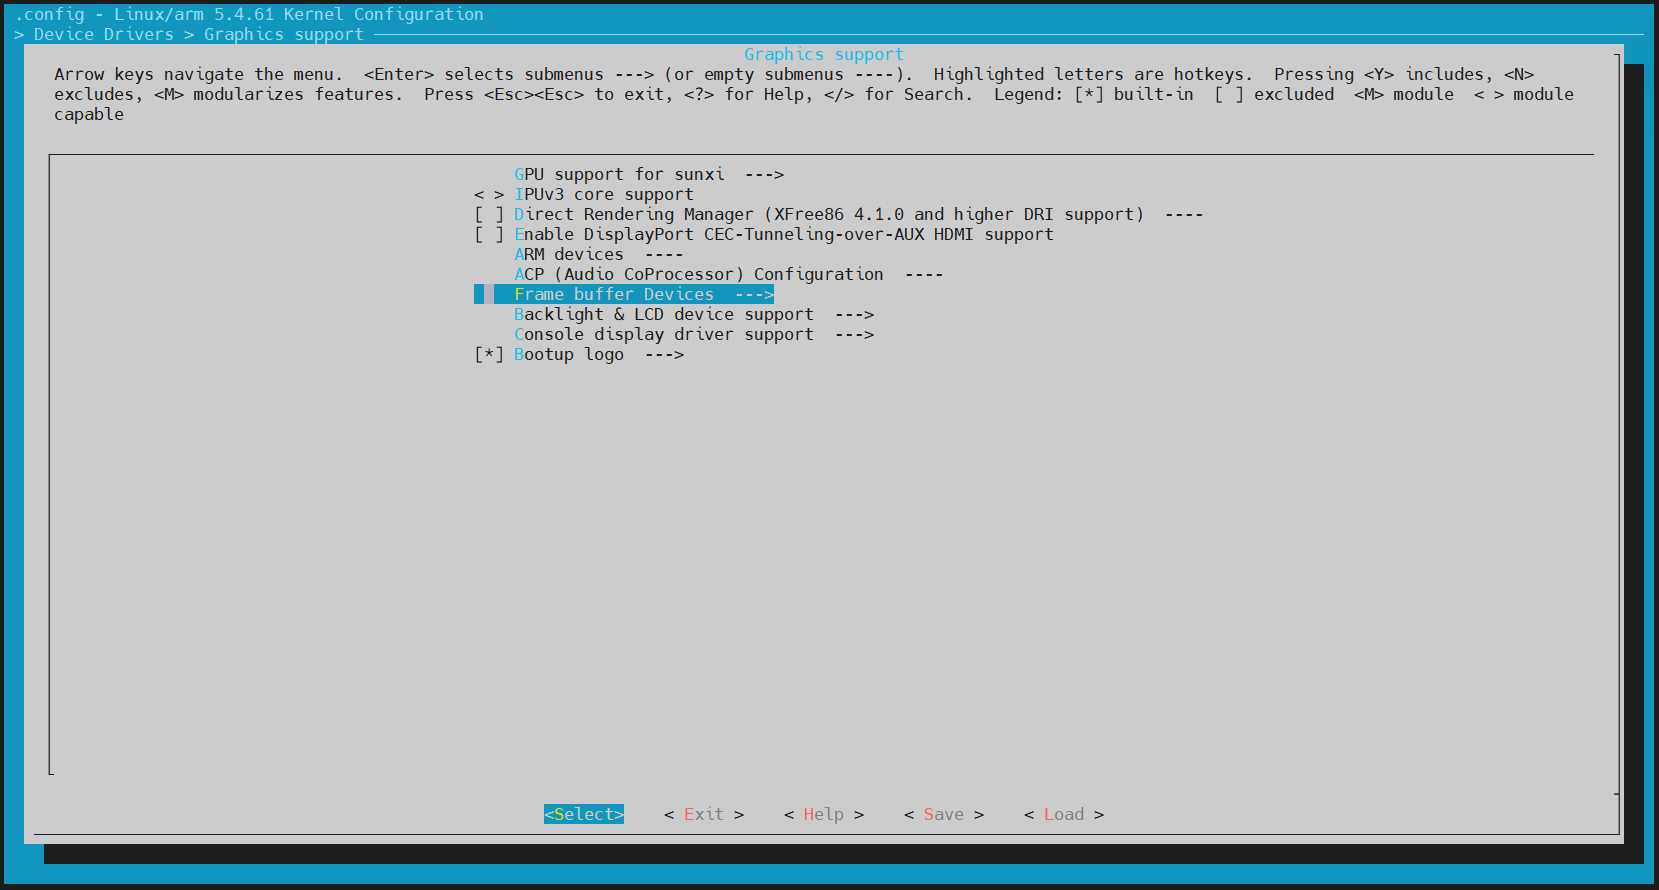 .config - Linux/arm 5.4.61 Kernel Configuration
> Device Drivers > Graphics support
Graphics support
Arrow keys navigate the menu.  <Enter> selects submenus ---> (or empty submenus ----).  Highlighted letters are hotkeys.  Pressing <Y> includes, <N>
excludes, <M> modularizes features.  Press <Esc><Esc> to exit, <?> for Help, </> for Search.  Legend: [*] built-in  [ ] excluded  <M> module  < > module
capable
GPU support for sunxi  --->
< > IPUv3 core support
[ ] Direct Rendering Manager (XFree86 4.1.0 and higher DRI support)  ----
[ ] Enable DisplayPort CEC-Tunneling-over-AUX HDMI support
ARM devices  ----
ACP (Audio CoProcessor) Configuration  ----
Frame buffer Devices  --->
Backlight & LCD device support  --->
Console display driver support  --->
[*] Bootup logo  --->
<Select>    < Exit >    < Help >    < Save >    < Load >